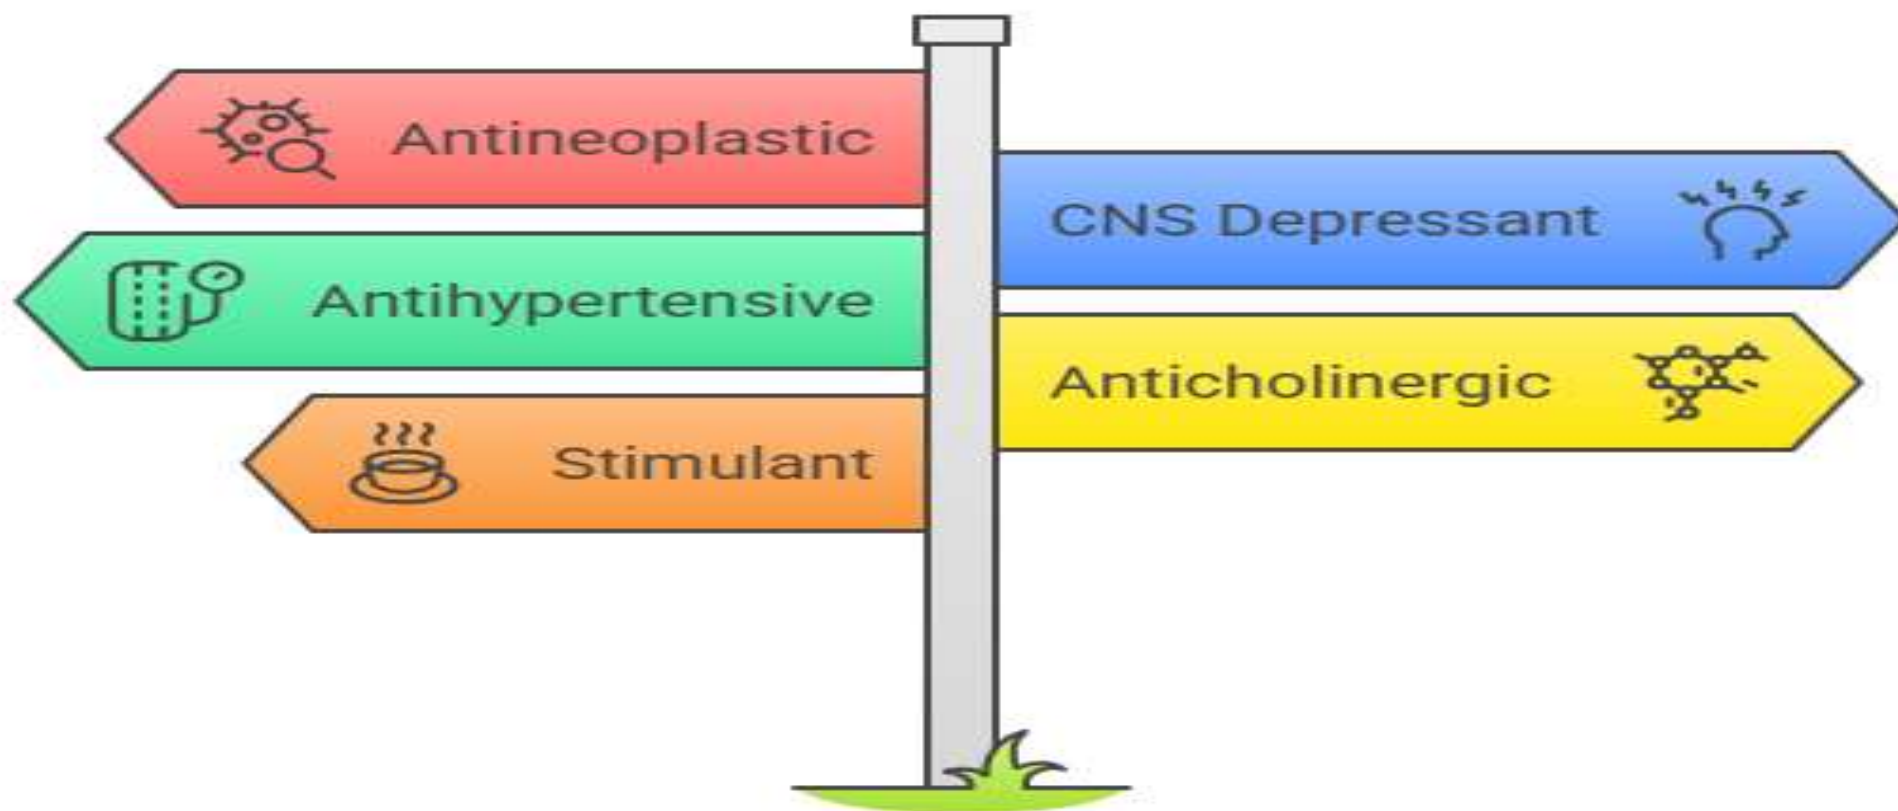 Antineoplastic
CNS Depressant
Antihypertensive
Anticholinergic
Stimulant